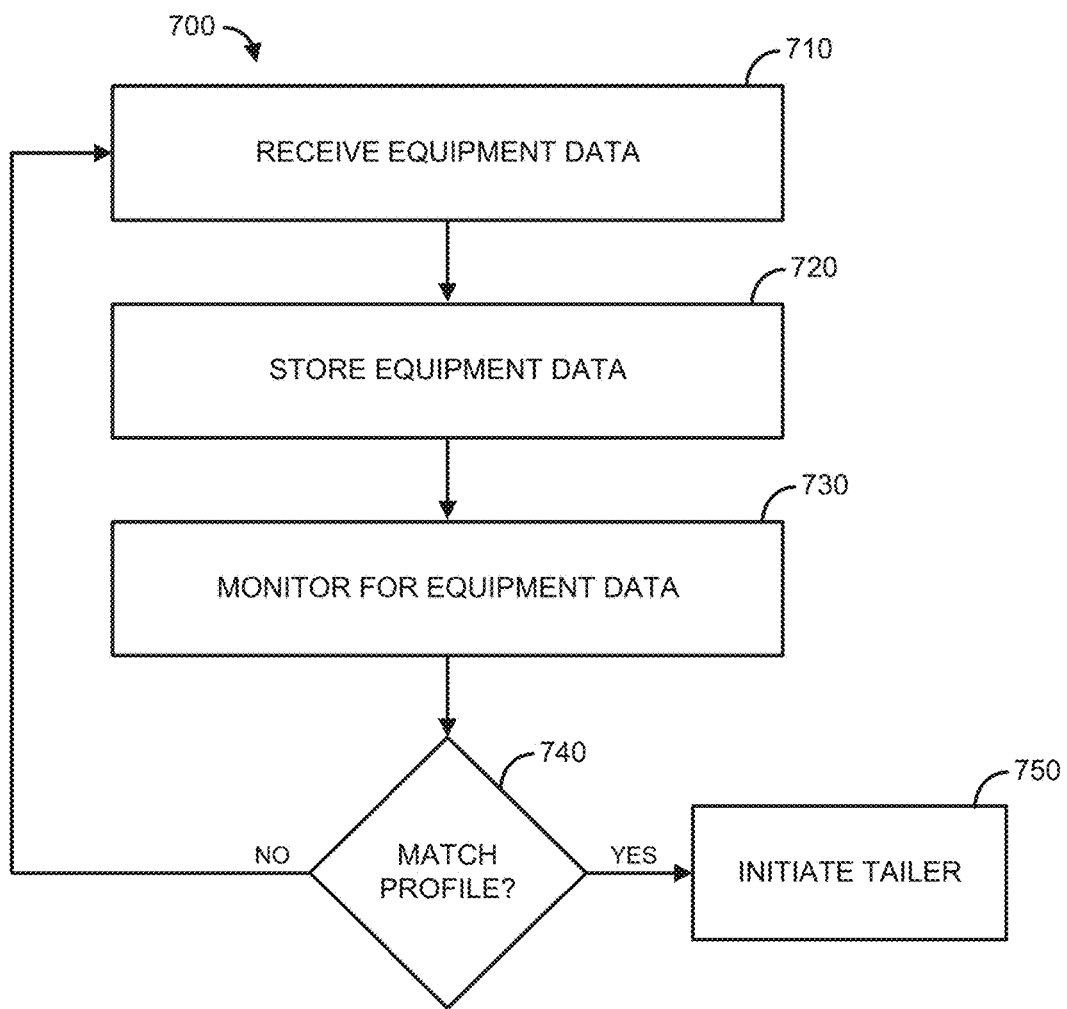 700
710
RECEIVE EQUIPMENT DATA
720
STORE EQUIPMENT DATA
730
MONITOR FOR EQUIPMENT DATA
740
MATCH
PROFILE?
NO
YES
750
INITIATE TAILER